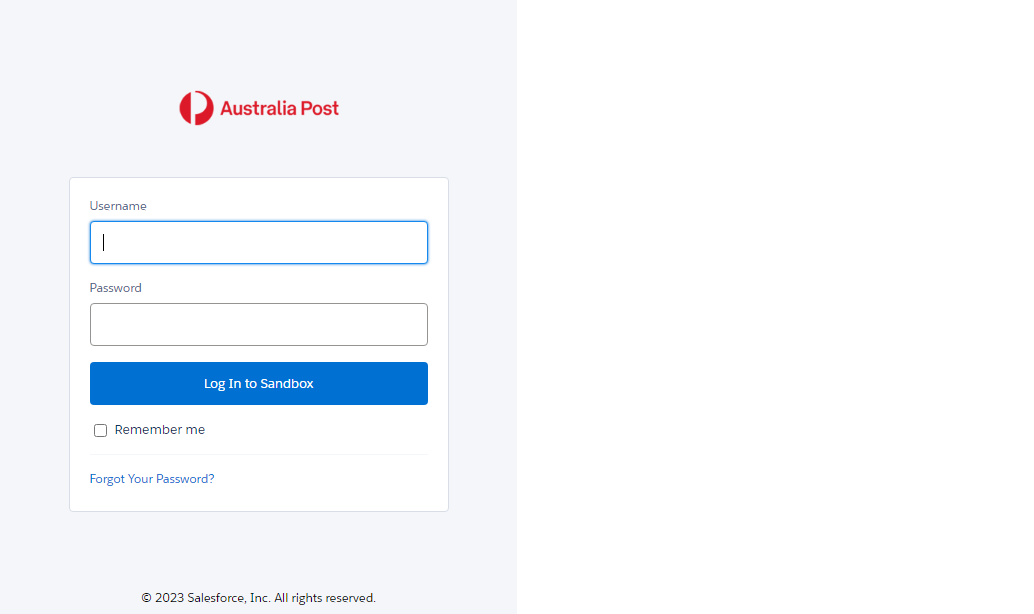 Australia Post
Username
Password
Log In to Sandbox
Remember me
Forgot Your Password?
© 2023 Salesforce, Inc. All rights reserved.